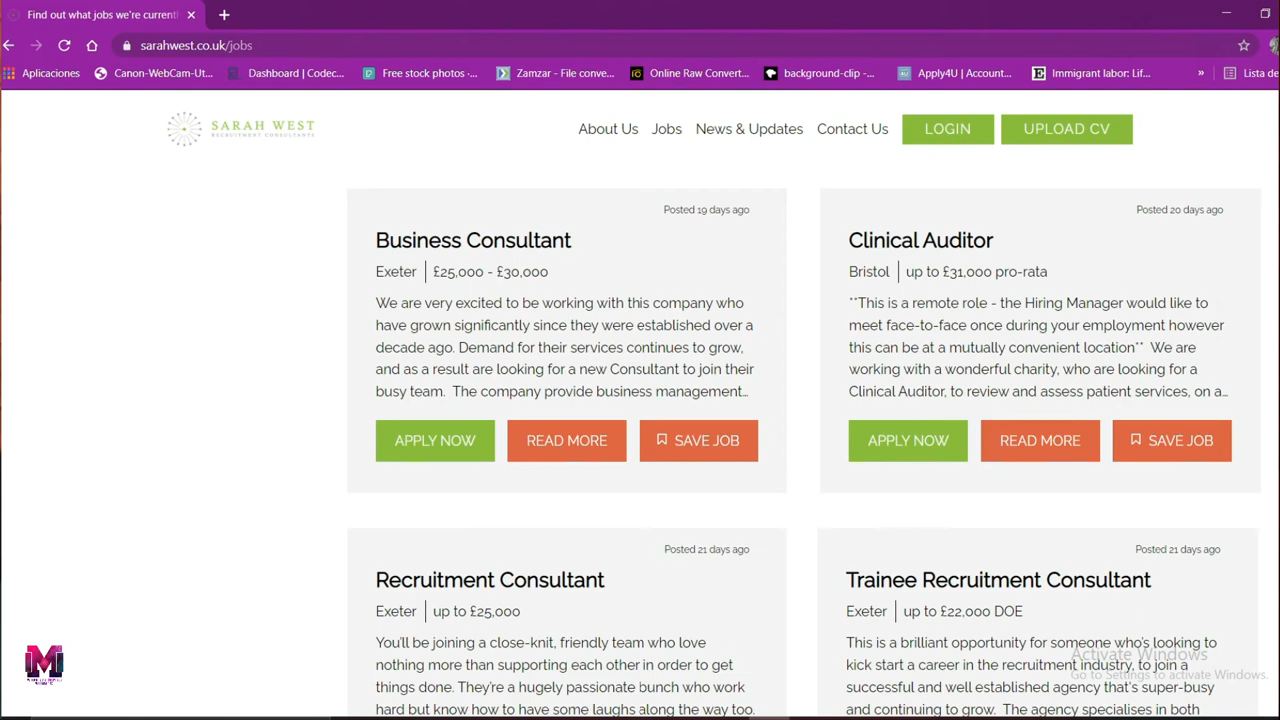 Find out what jobs we're current
sarahwest.co.uk/jobs
Aplicaciones
Canon-WebCam-Ut...
Dashboard | Codec...
Free stock photos -...
Zamzar - File conve...
Online Raw Convert...
background-clip -...
Apply4U | Account...
Immigrant labor: Lif...
»
Lista de
SARAH WEST
RECRUITMENT CONSULTANTS
About Us
Jobs
News & Updates
Contact Us
LOGIN
UPLOAD CV
Posted 19 days ago
Business Consultant
Exeter | £25,000 - £30,000
We are very excited to be working with this company who
have grown significantly since they were established over a
decade ago. Demand for their services continues to grow,
and as a result are looking for a new Consultant to join their
busy team. The company provide business management...
APPLY NOW
READ MORE
SAVE JOB
Posted 20 days ago
Clinical Auditor
Bristol | up to £31,000 pro-rata
**This is a remote role - the Hiring Manager would like to
meet face-to-face once during your employment however
this can be at a mutually convenient location** We are
working with a wonderful charity, who are looking for a
Clinical Auditor, to review and assess patient services, on a...
APPLY NOW
READ MORE
SAVE JOB
Posted 21 days ago
Recruitment Consultant
Exeter | up to £25,000
You'll be joining a close-knit, friendly team who love
nothing more than supporting each other in order to get
things done. They're a hugely passionate bunch who work
hard but know how to have some laughs along the way too.
Posted 21 days ago
Trainee Recruitment Consultant
Exeter | up to £22,000 DOE
This is a brilliant opportunity for someone who's looking to
kick start a career in the recruitment industry, to join a
successful and well established agency that's super-busy
and continuing to grow. The agency specialises in both
Activate Windows
Go to Settings to activate Windows.
M